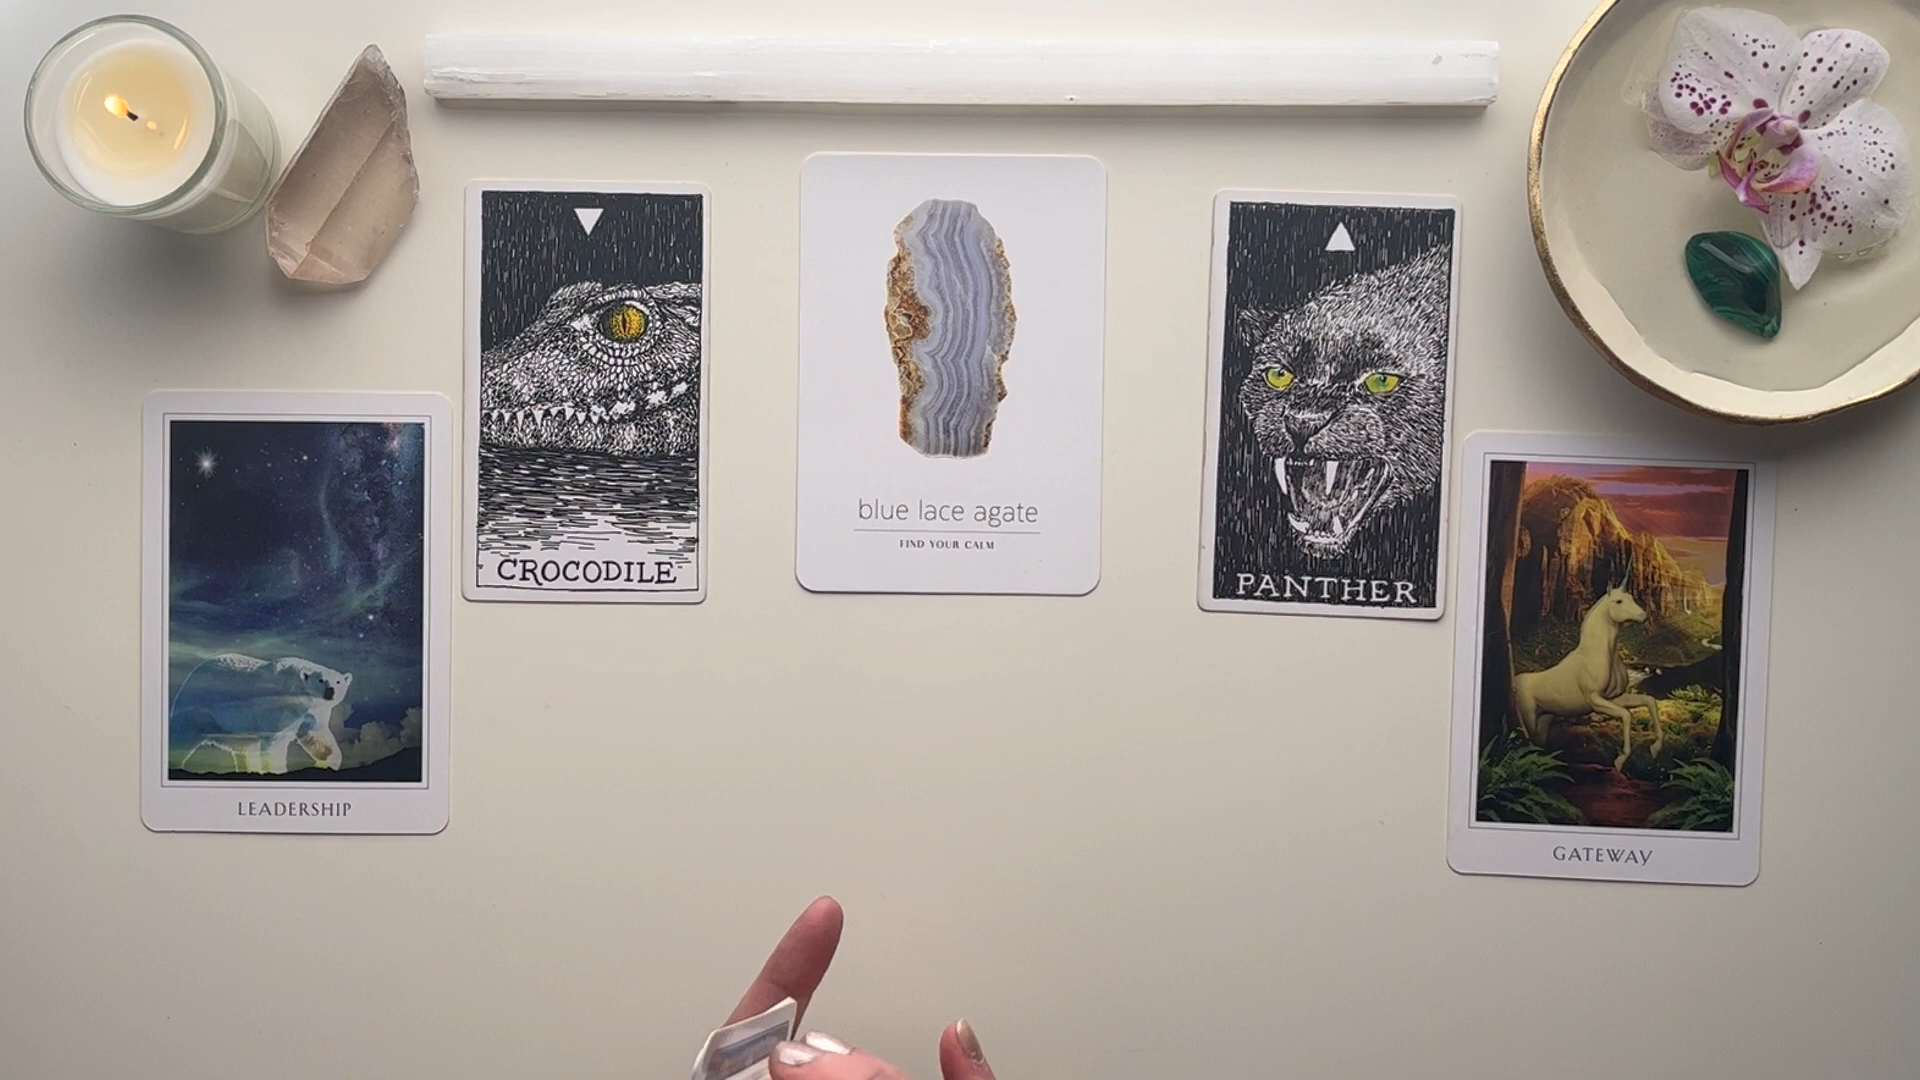 CROCODILE
blue lace agate
FIND YOUR CALM
PANTHER
LEADERSHIP
GATEWAY